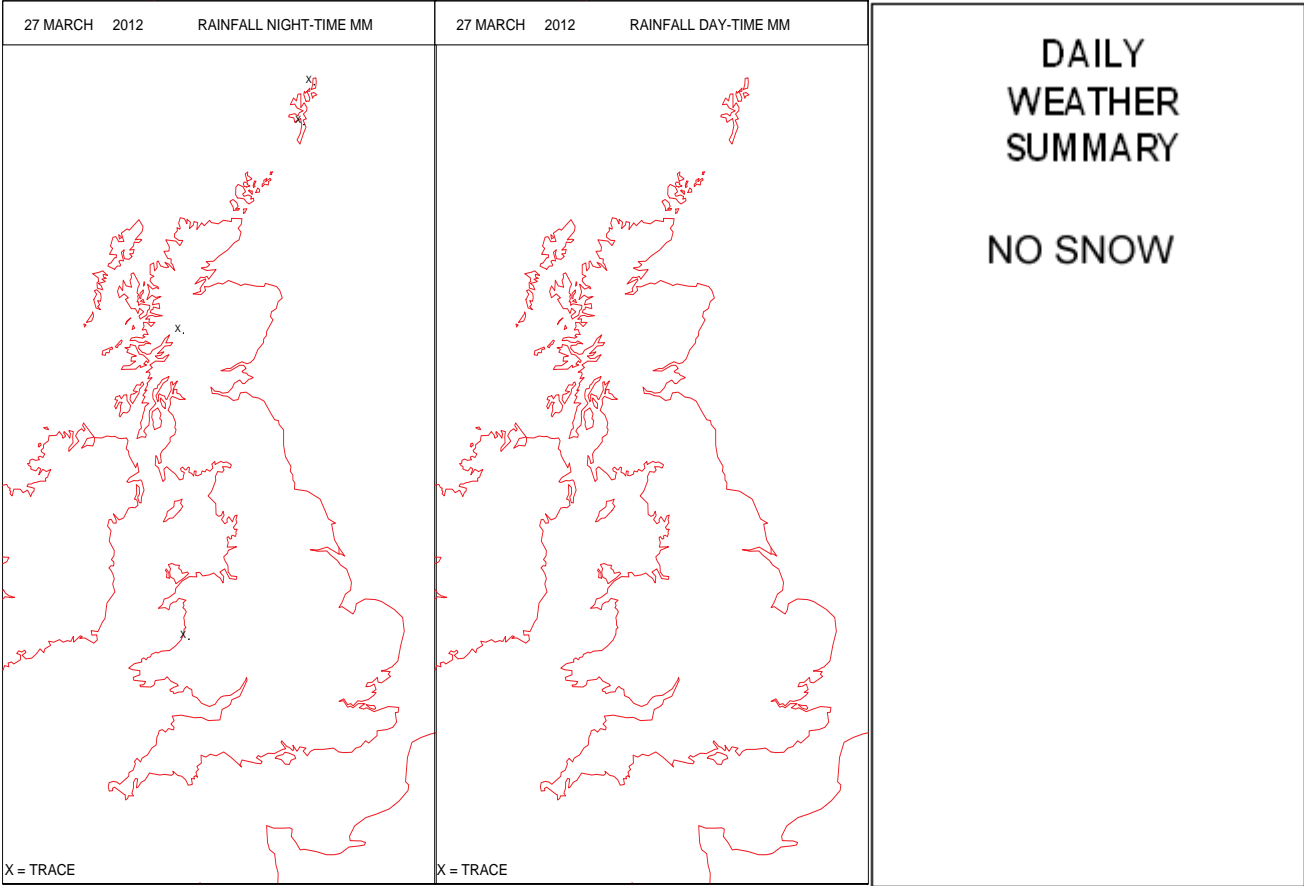 27 MARCH 2012 RAINFALL NIGHT-TIME MM
X.
X.
X.
X.
X = TRACE
27 MARCH 2012 RAINFALL DAY-TIME MM
X = TRACE
DAILY
WEATHER
SUMMARY
NO SNOW